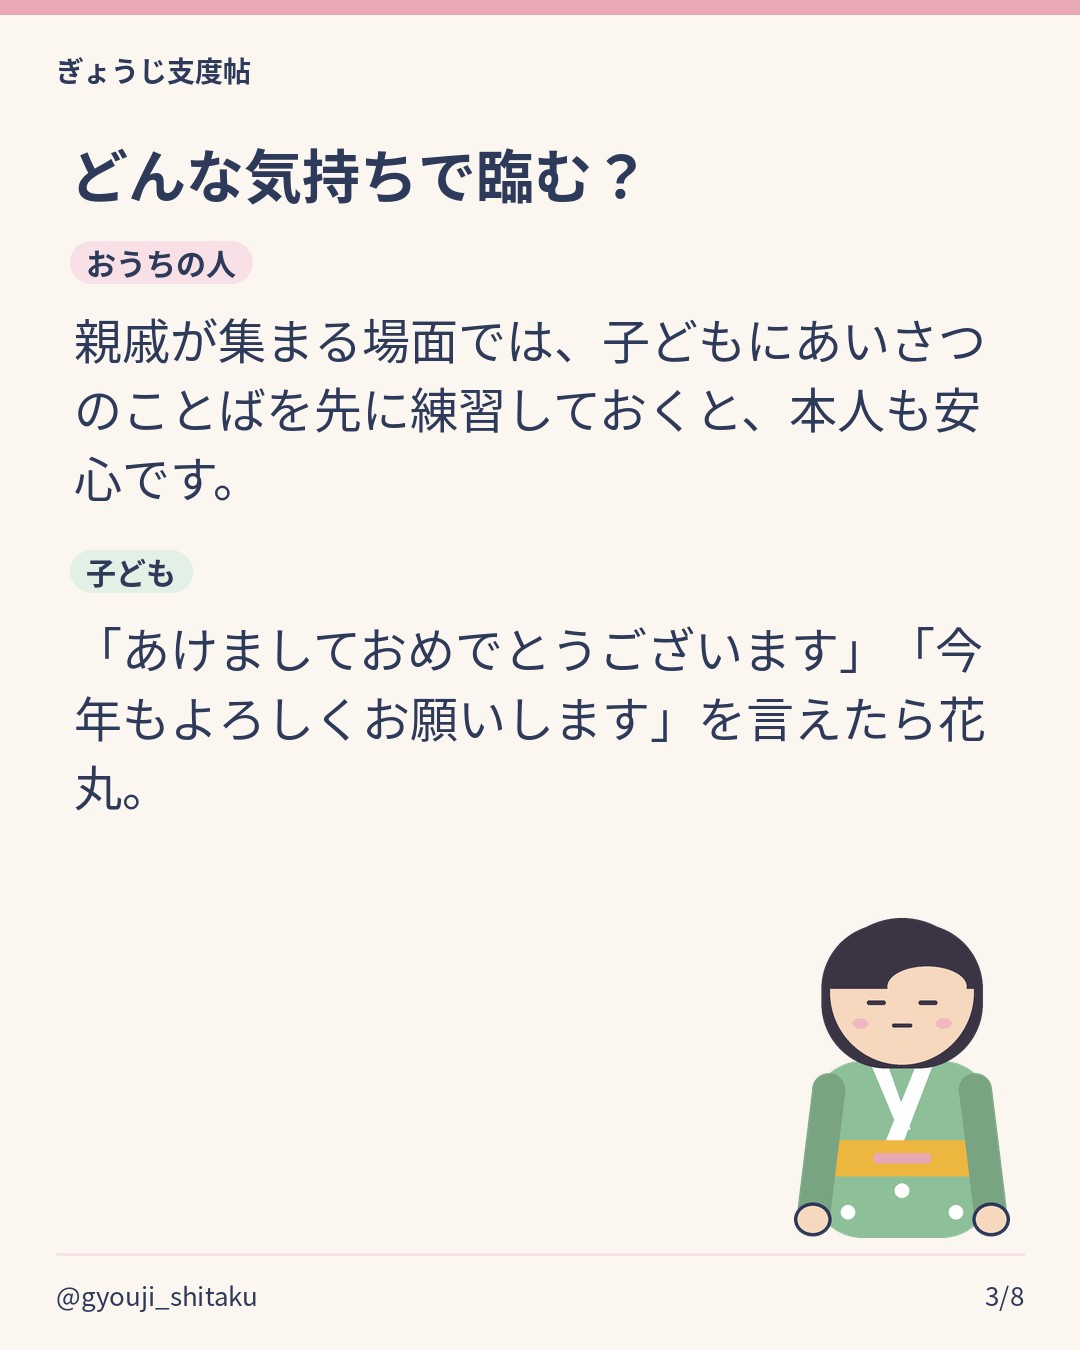 ぎょうじ支度帖
どんな気持ちで臨む？
おうちの人
親戚が集まる場面では、子どもにあいさつ
のことばを先に練習しておくと、本人も安
心です。
子ども
「あけましておめでとうございます」「今
年もよろしくお願いします」を言えたら花
丸。
@gyouji_shitaku
3/8